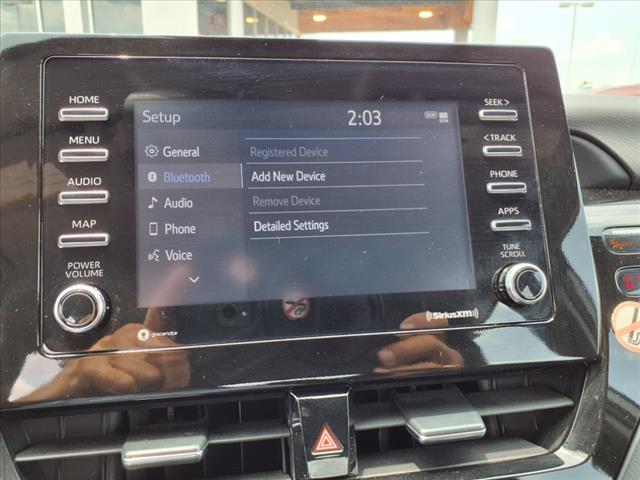 HOME
MENU
AUDIO
MAP
POWER
VOLUME
Setup
2:03
DCM
General
Bluetooth
Audio
Phone
Voice
Registered Device
Add New Device
Remove Device
Detailed Settings
SEEK >
< TRACK
PHONE
APPS
TUNE
SCROLL
gracenote
SiriusXM